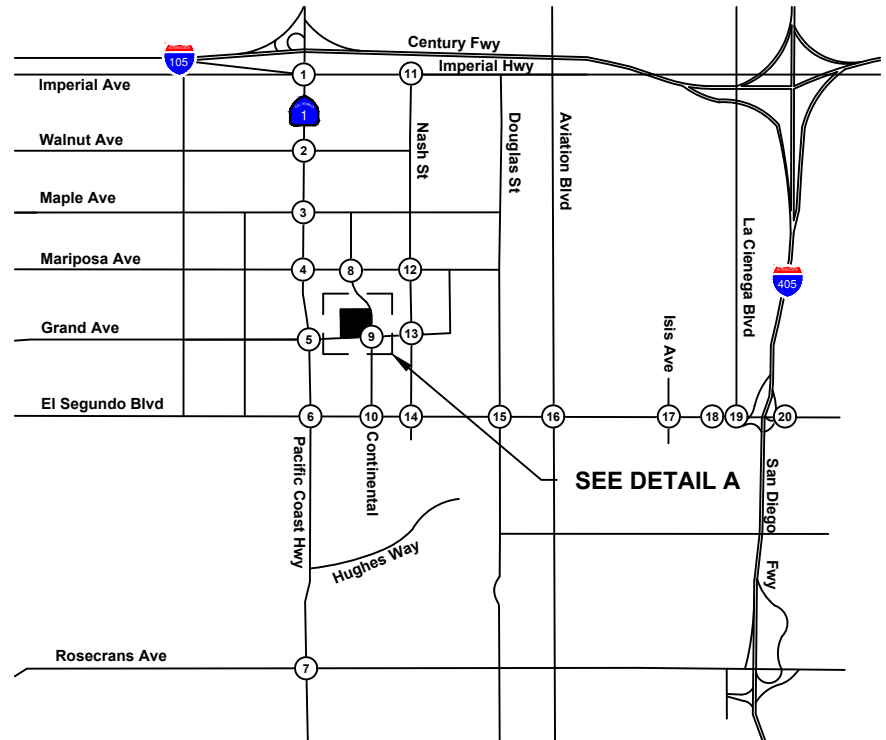 Century Fwy
105
Imperial Hwy
Imperial Ave
1
11
1
Walnut Ave
2
Nash St
Douglas St
Aviation Blvd
Maple Ave
3
La Cienega Blvd
Mariposa Ave
4
8
12
405
Grand Ave
5
9
13
Isis Ave
El Segundo Blvd
6
10
14
15
16
17
18
19
20
Pacific Coast Hwy
Continental
SEE DETAIL A
San Diego Fwy
Hughes Way
Rosecrans Ave
7